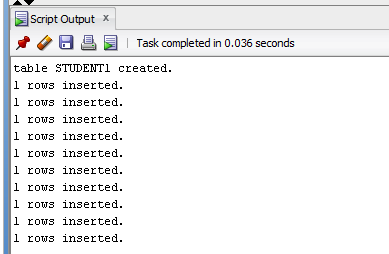 Script Output x
Task completed in 0.036 seconds
table STUDENT1 created.
1 rows inserted.
1 rows inserted.
1 rows inserted.
1 rows inserted.
1 rows inserted.
1 rows inserted.
1 rows inserted.
1 rows inserted.
1 rows inserted.
1 rows inserted.